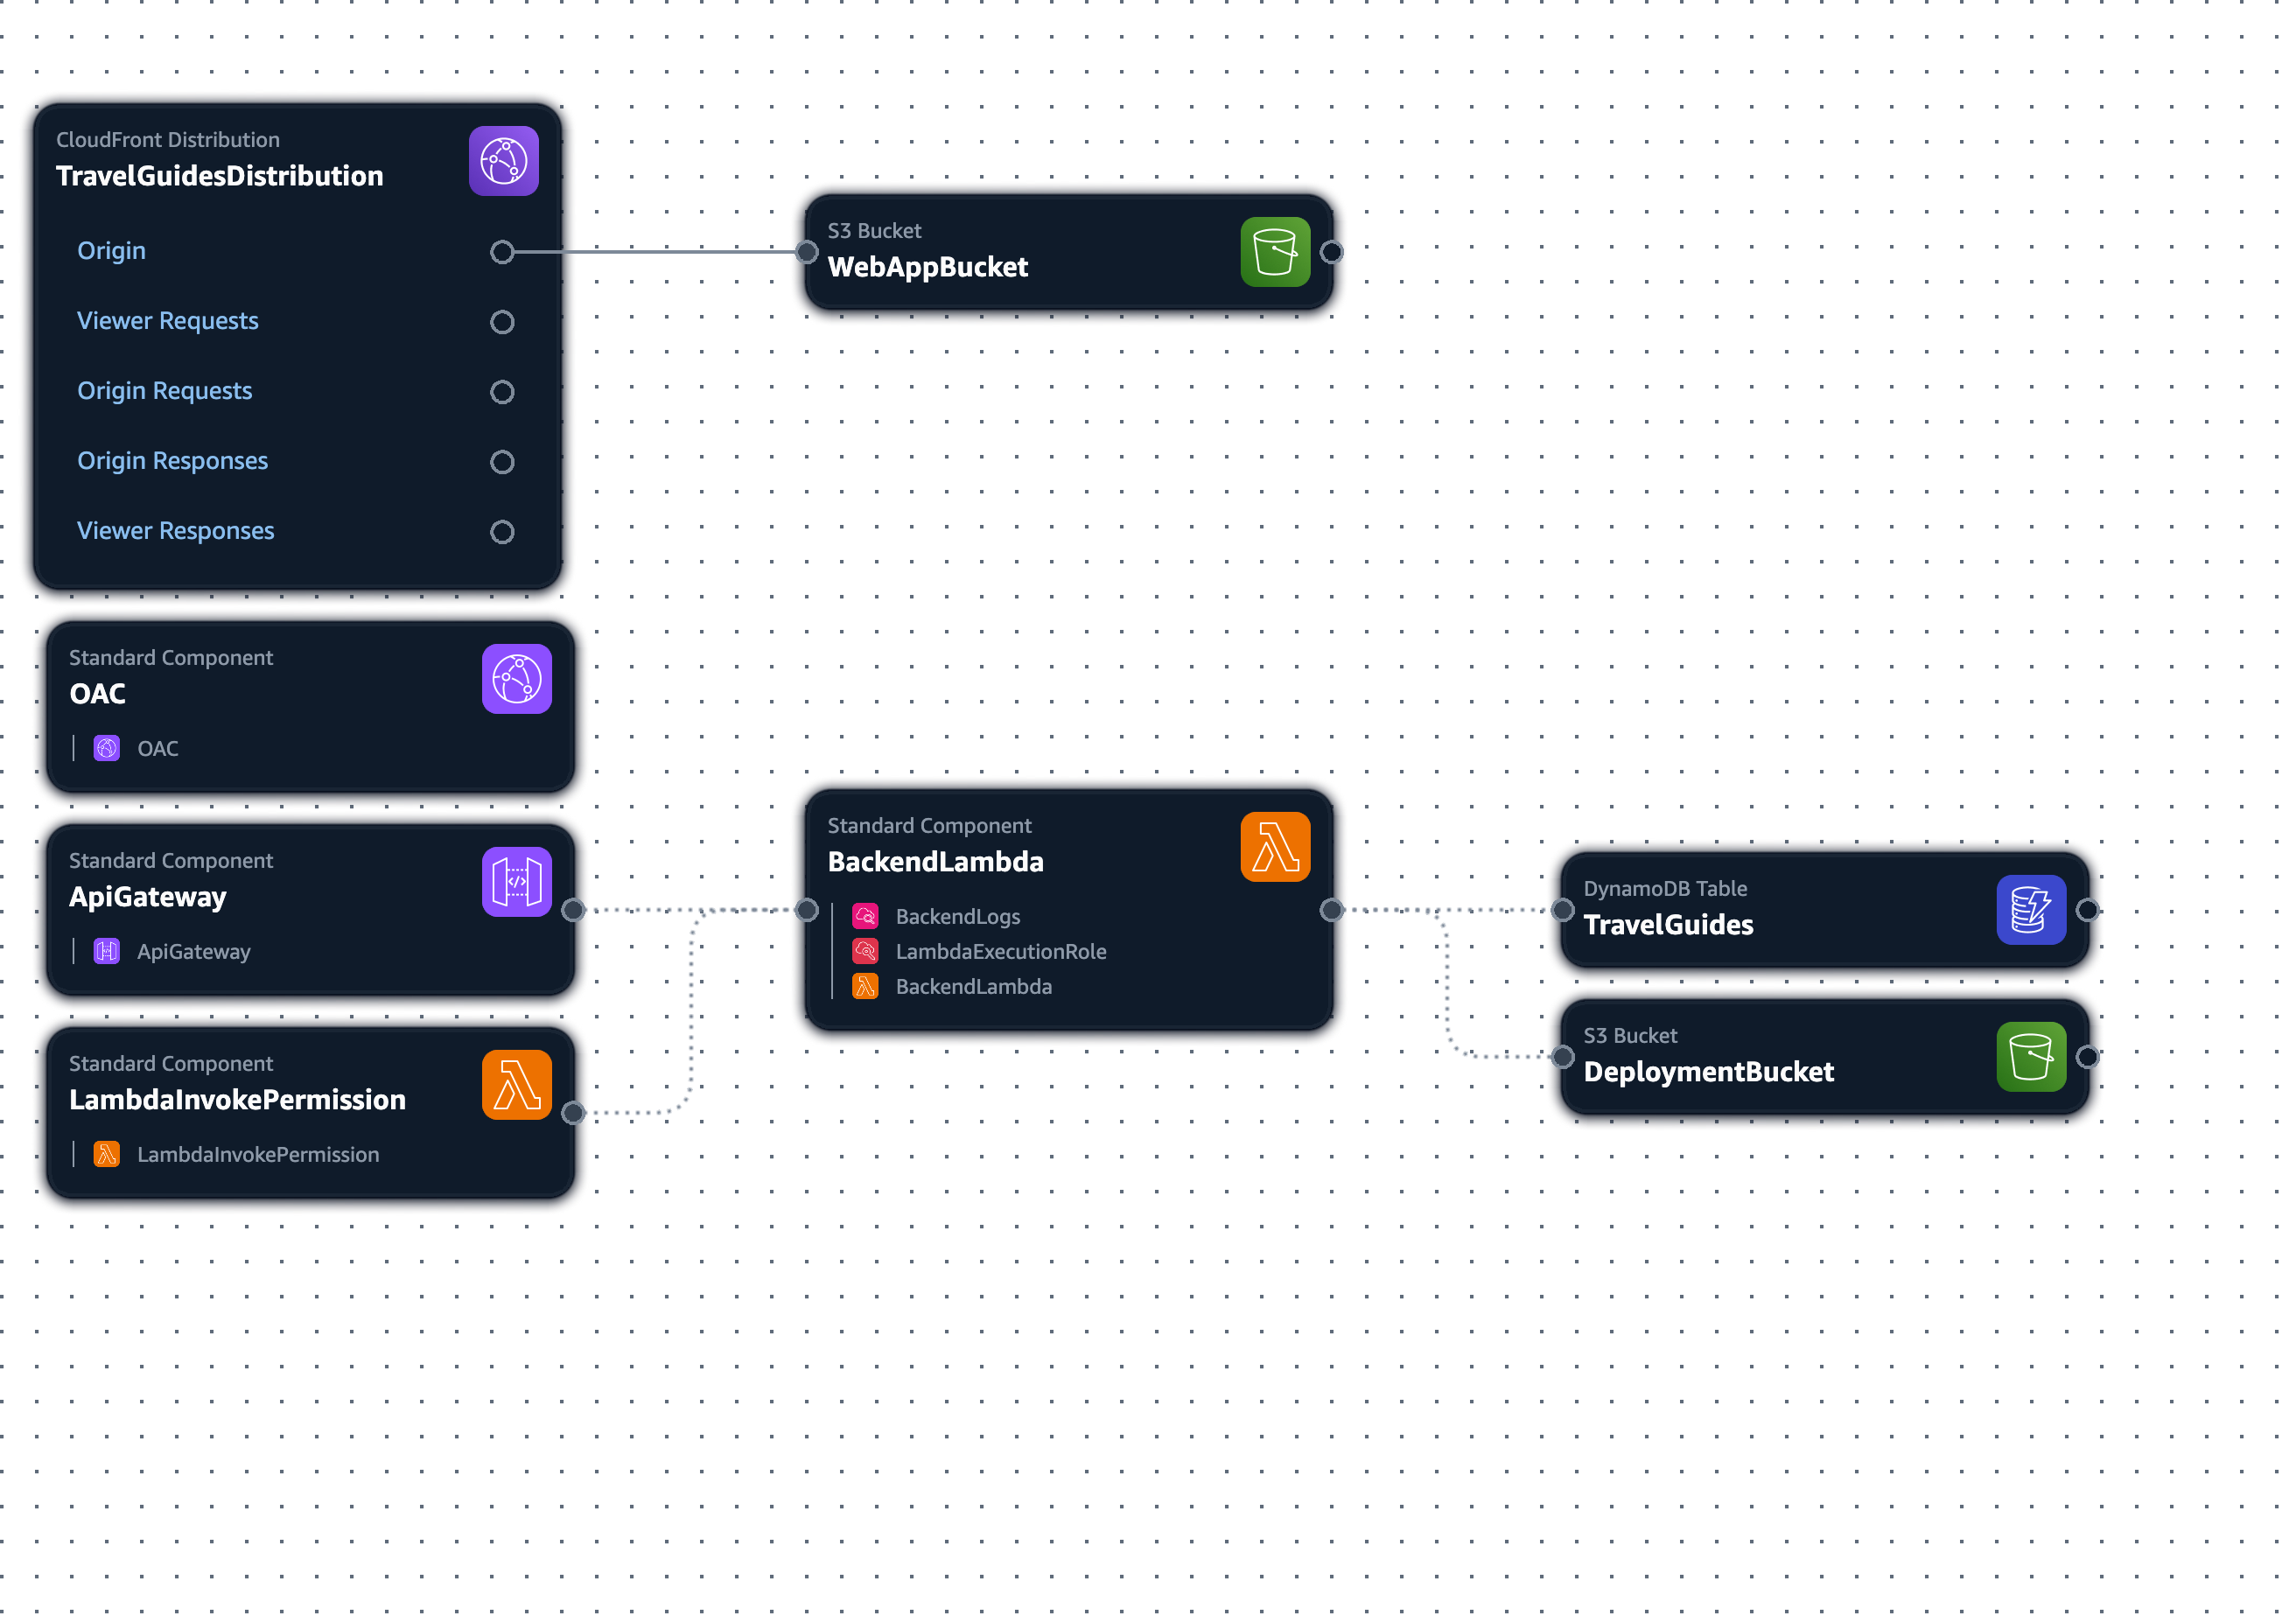 CloudFront Distribution
TravelGuidesDistribution
Origin
Viewer Requests
Origin Requests
Origin Responses
Viewer Responses
S3 Bucket
WebAppBucket
Standard Component
OAC
OAC
Standard Component
ApiGateway
ApiGateway
Standard Component
LambdaInvokePermission
LambdaInvokePermission
Standard Component
BackendLambda
BackendLogs
LambdaExecutionRole
BackendLambda
DynamoDB Table
TravelGuides
S3 Bucket
DeploymentBucket